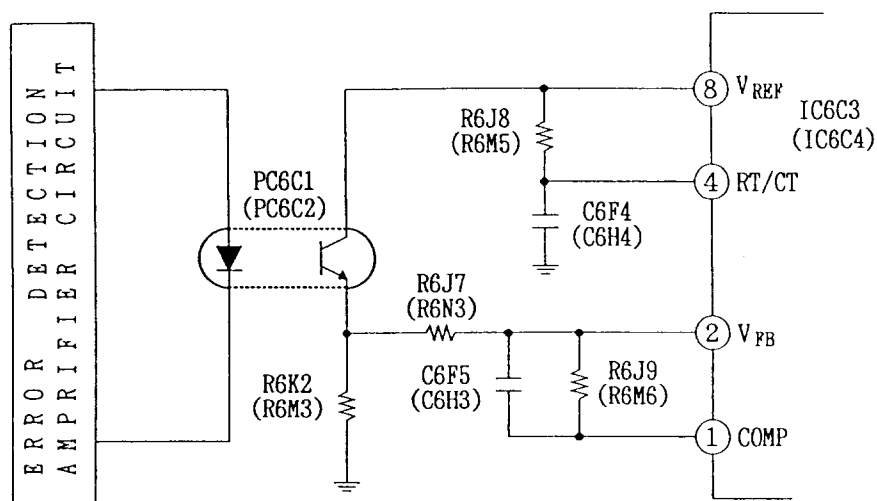 ERROR DETECTION
AMPRIFIER CIRCUIT
PC6C1
(PC6C2)
R6J8
(R6M5)
C6F4
(C6H4)
R6J7
(R6N3)
R6K2
(R6M3)
C6F5
(C6H3)
R6J9
(R6M6)
8 VREF
IC6C3
(IC6C4)
4 RT/CT
2 VFB
1 COMP